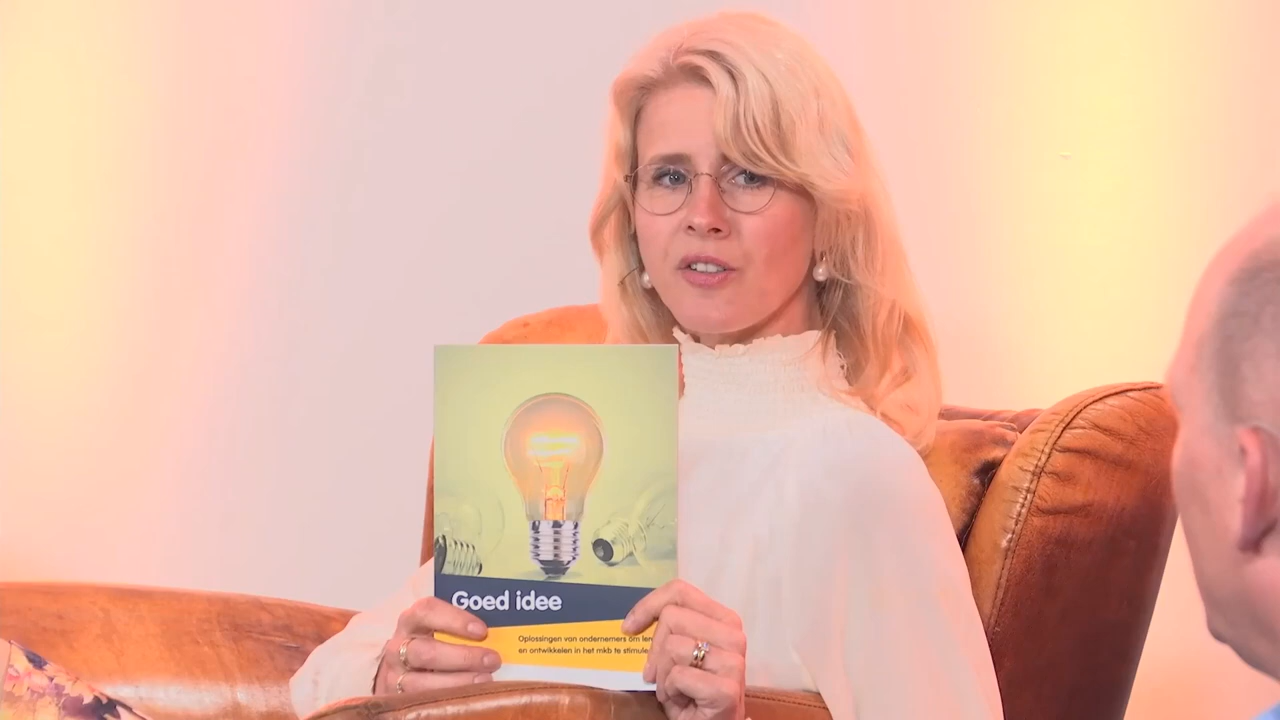 Goed idee
Oplossingen van ondernemers om
en ontwikkelen in het mkb te